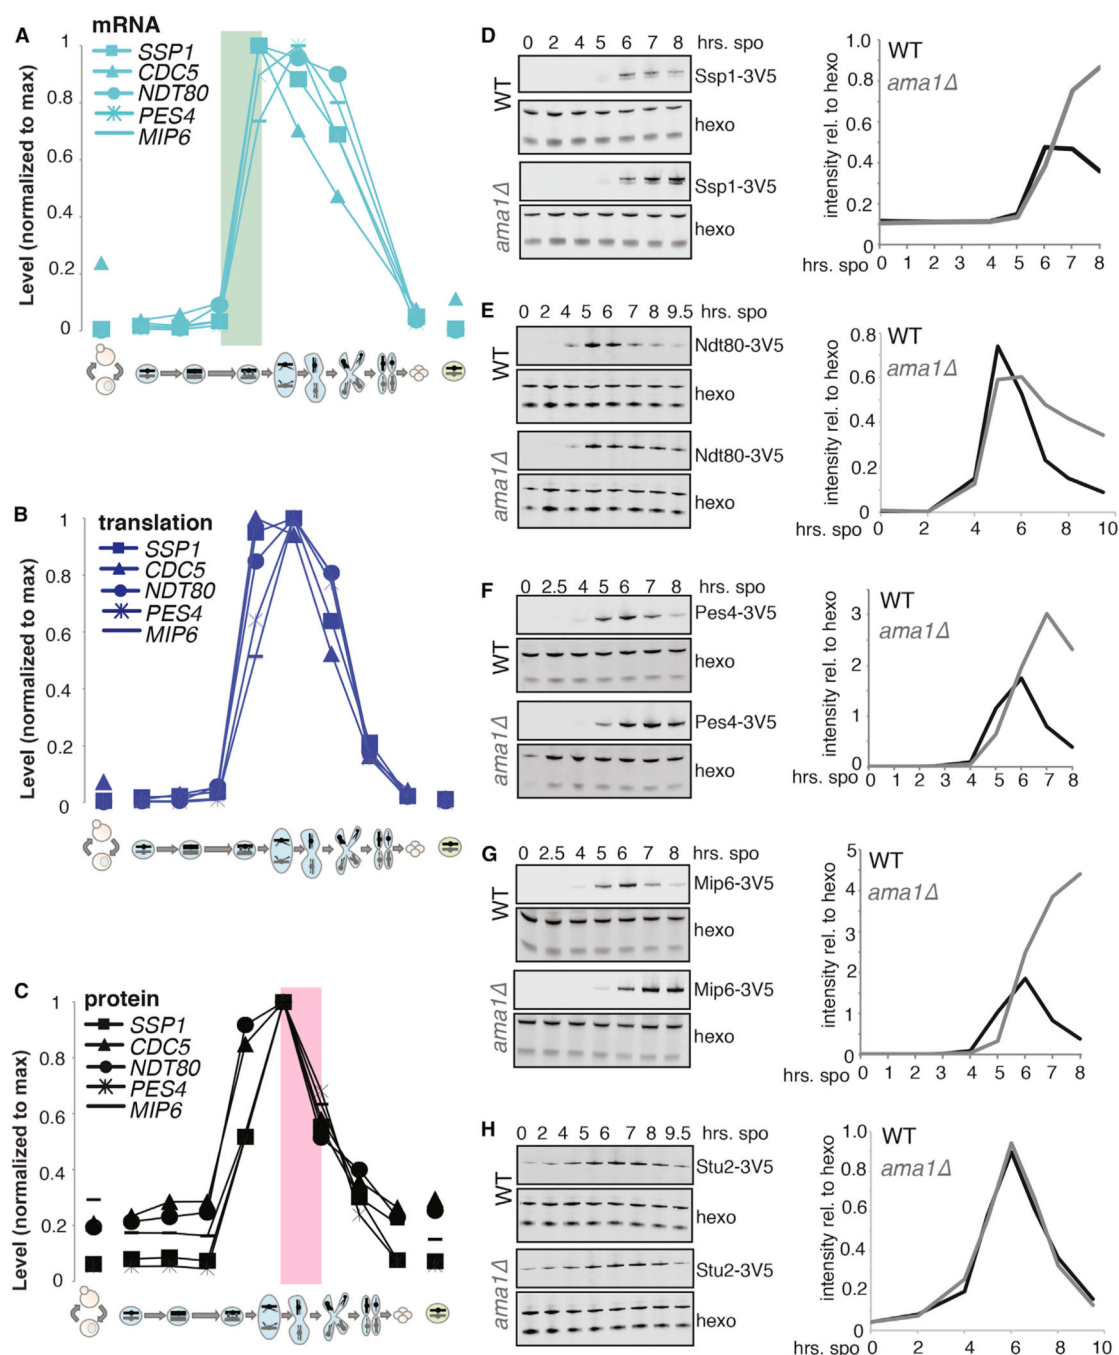 A
mRNA
SSP1
CDC5
NDT80
PES4
MIP6
Level (normalized to max)
1
0.8
0.6
0.4
0.2
0
B
translation
SSP1
CDC5
NDT80
PES4
MIP6
Level (normalized to max)
1
0.8
0.6
0.4
0.2
0
C
protein
SSP1
CDC5
NDT80
PES4
MIP6
Level (normalized to max)
1
0.8
0.6
0.4
0.2
0
D
0 2 4 5 6 7 8 hrs. spo
WT
Ssp1-3V5
hexo
ama1Δ
Ssp1-3V5
hexo
WT
ama1Δ
intensity rel. to hexo
1.0
0.8
0.6
0.4
0.2
hrs. spo
0 1 2 3 4 5 6 7 8
E
0 2 4 5 6 7 8 9.5 hrs. spo
WT
Ndt80-3V5
hexo
ama1Δ
Ndt80-3V5
hexo
WT
ama1Δ
intensity rel. to hexo
0.8
0.6
0.4
0.2
0
hrs. spo
0 2 4 6 8 10
F
0 2.5 4 5 6 7 8 hrs. spo
WT
Pes4-3V5
hexo
ama1Δ
Pes4-3V5
hexo
WT
ama1Δ
intensity rel. to hexo
3
2
1
0
hrs. spo
0 1 2 3 4 5 6 7 8
G
0 2.5 4 5 6 7 8 hrs. spo
WT
Mip6-3V5
hexo
ama1Δ
Mip6-3V5
hexo
WT
ama1Δ
intensity rel. to hexo
5
4
3
2
1
0
hrs. spo
0 1 2 3 4 5 6 7 8
H
0 2 4 5 6 7 8 9.5 hrs. spo
WT
Stu2-3V5
hexo
ama1Δ
Stu2-3V5
hexo
WT
ama1Δ
intensity rel. to hexo
1.0
0.8
0.6
0.4
0.2
0
hrs. spo
0 2 4 6 8 10